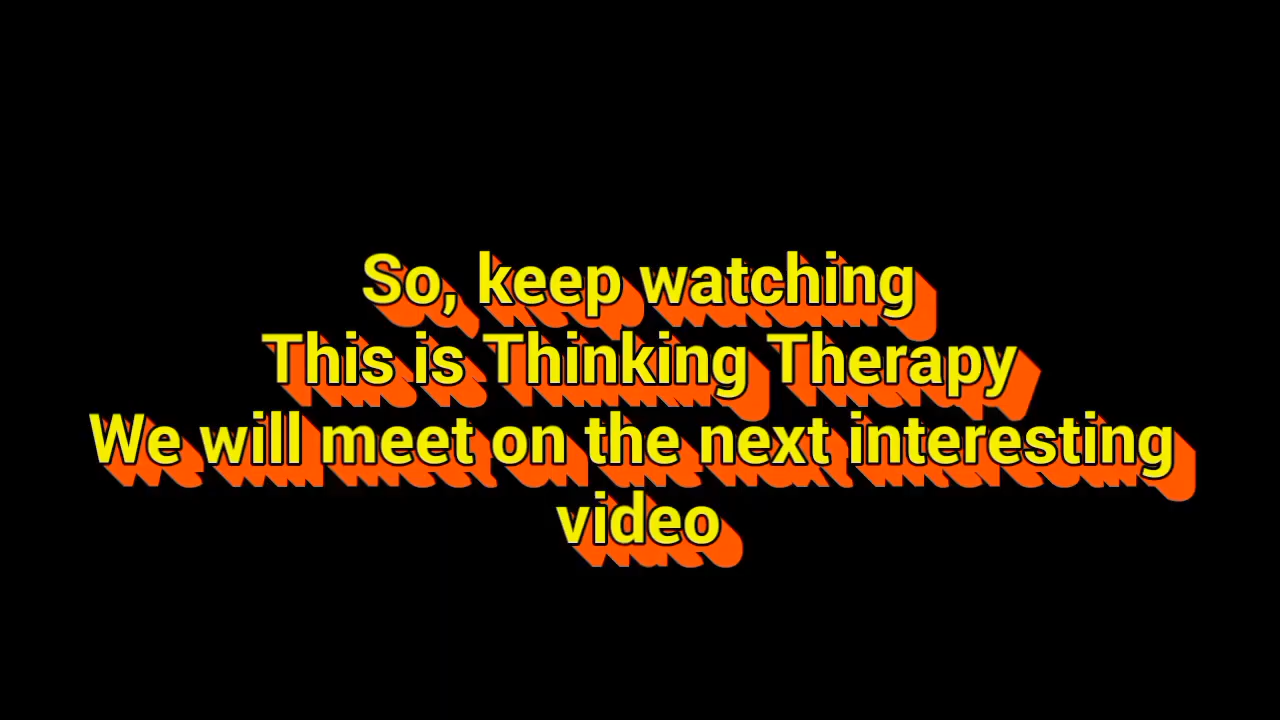 So, keep watching
This is Thinking Therapy
We will meet on the next interesting
video